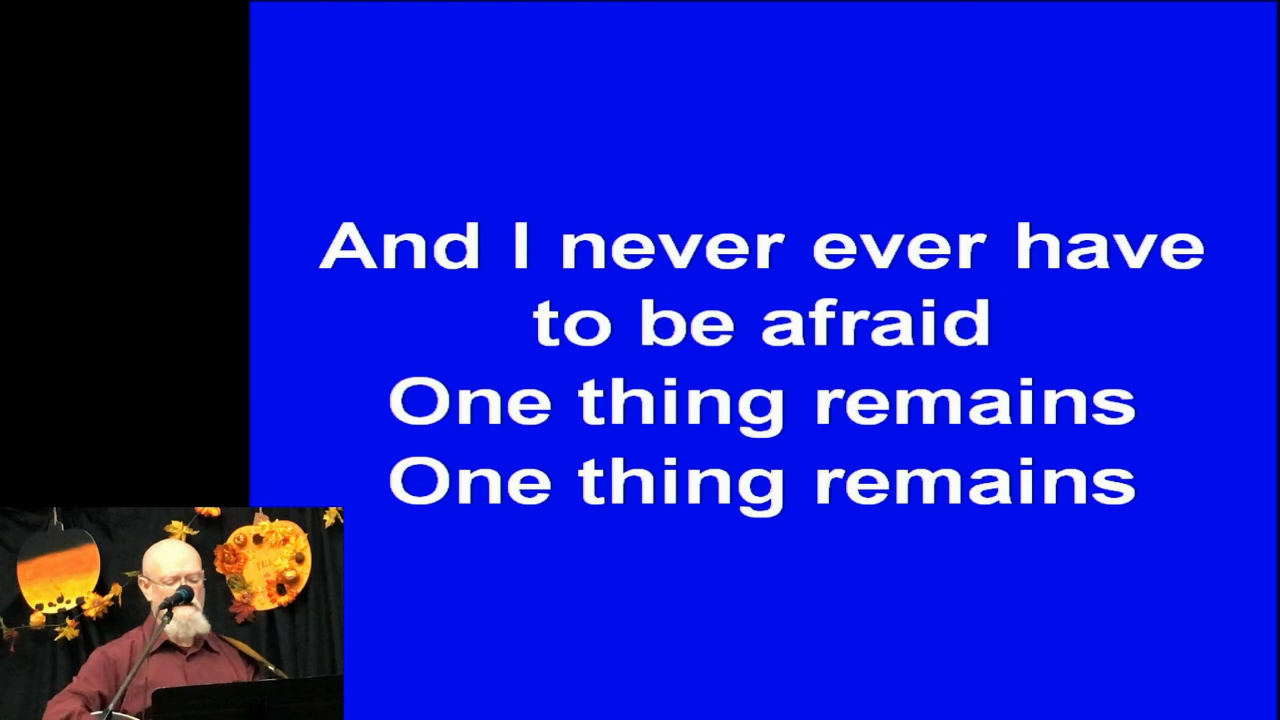 And I never ever have
to be afraid
One thing remains
One thing remains